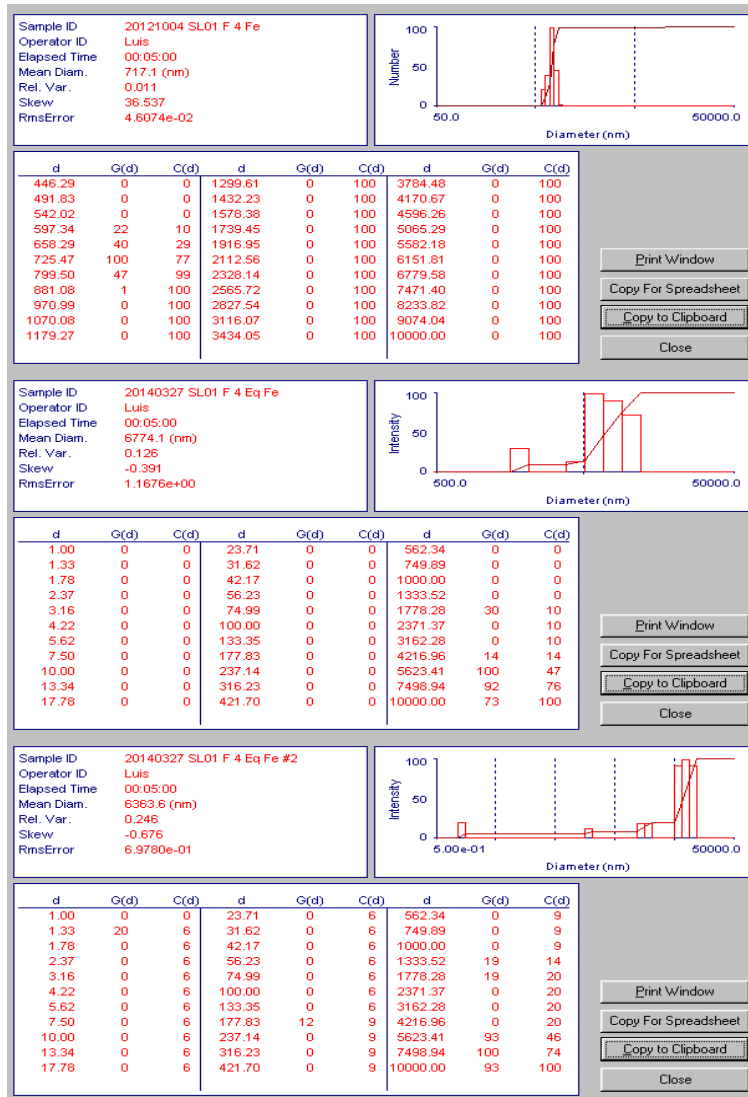 Sample ID 20121004 SL01 F 4 Fe
Operator ID Luis
Elapsed Time 00:05:00
Mean Diam. 717.1 (nm)
Rel. Var. 0.011
Skew 36.537
RmsError 4.6074e-02
100
50
0
Number
50.0 50000.0
Diameter (nm)
d G(d) C(d) d G(d) C(d) d G(d) C(d)
446.29 0 0 1299.61 0 100 3784.48 0 100
491.83 0 0 1432.23 0 100 4170.67 0 100
542.02 0 0 1578.38 0 100 4596.26 0 100
597.34 22 10 1739.45 0 100 5065.29 0 100
658.29 40 29 1916.95 0 100 5582.18 0 100
725.47 100 77 2112.56 0 100 6151.81 0 100
799.50 47 99 2328.14 0 100 6779.58 0 100
881.08 1 100 2565.72 0 100 7471.40 0 100
970.99 0 100 2827.54 0 100 8233.82 0 100
1070.08 0 100 3116.07 0 100 9074.04 0 100
1179.27 0 100 3434.05 0 100 10000.00 0 100
Print Window
Copy For Spreadsheet
Copy to Clipboard
Close
Sample ID 20140327 SL01 F 4 Eq Fe
Operator ID Luis
Elapsed Time 00:05:00
Mean Diam. 6774.1 (nm)
Rel. Var. 0.126
Skew -0.391
RmsError 1.1676e+00
100
50
0
Intensity
500.0 50000.0
Diameter (nm)
d G(d) C(d) d G(d) C(d) d G(d) C(d)
1.00 0 0 23.71 0 0 562.34 0 0
1.33 0 0 31.62 0 0 749.89 0 0
1.78 0 0 42.17 0 0 1000.00 0 0
2.37 0 0 56.23 0 0 1333.52 0 0
3.16 0 0 74.99 0 0 1778.28 30 10
4.22 0 0 100.00 0 0 2371.37 0 10
5.62 0 0 133.35 0 0 3162.28 0 10
7.50 0 0 177.83 0 0 4216.96 14 14
10.00 0 0 237.14 0 0 5623.41 100 47
13.34 0 0 316.23 0 0 7498.94 92 76
17.78 0 0 421.70 0 0 10000.00 73 100
Print Window
Copy For Spreadsheet
Copy to Clipboard
Close
Sample ID 20140327 SL01 F 4 Eq Fe #2
Operator ID Luis
Elapsed Time 00:05:00
Mean Diam. 6363.6 (nm)
Rel. Var. 0.246
Skew -0.676
RmsError 6.9780e-01
100
50
0
Intensity
5.00e-01 50000.0
Diameter (nm)
d G(d) C(d) d G(d) C(d) d G(d) C(d)
1.00 0 0 23.71 0 6 562.34 0 9
1.33 20 6 31.62 0 6 749.89 0 9
1.78 0 6 42.17 0 6 1000.00 0 9
2.37 0 6 56.23 0 6 1333.52 19 14
3.16 0 6 74.99 0 6 1778.28 19 20
4.22 0 6 100.00 0 6 2371.37 0 20
5.62 0 6 133.35 0 6 3162.28 0 20
7.50 0 6 177.83 12 9 4216.96 0 20
10.00 0 6 237.14 0 9 5623.41 93 46
13.34 0 6 316.23 0 9 7498.94 100 74
17.78 0 6 421.70 0 9 10000.00 93 100
Print Window
Copy For Spreadsheet
Copy to Clipboard
Close